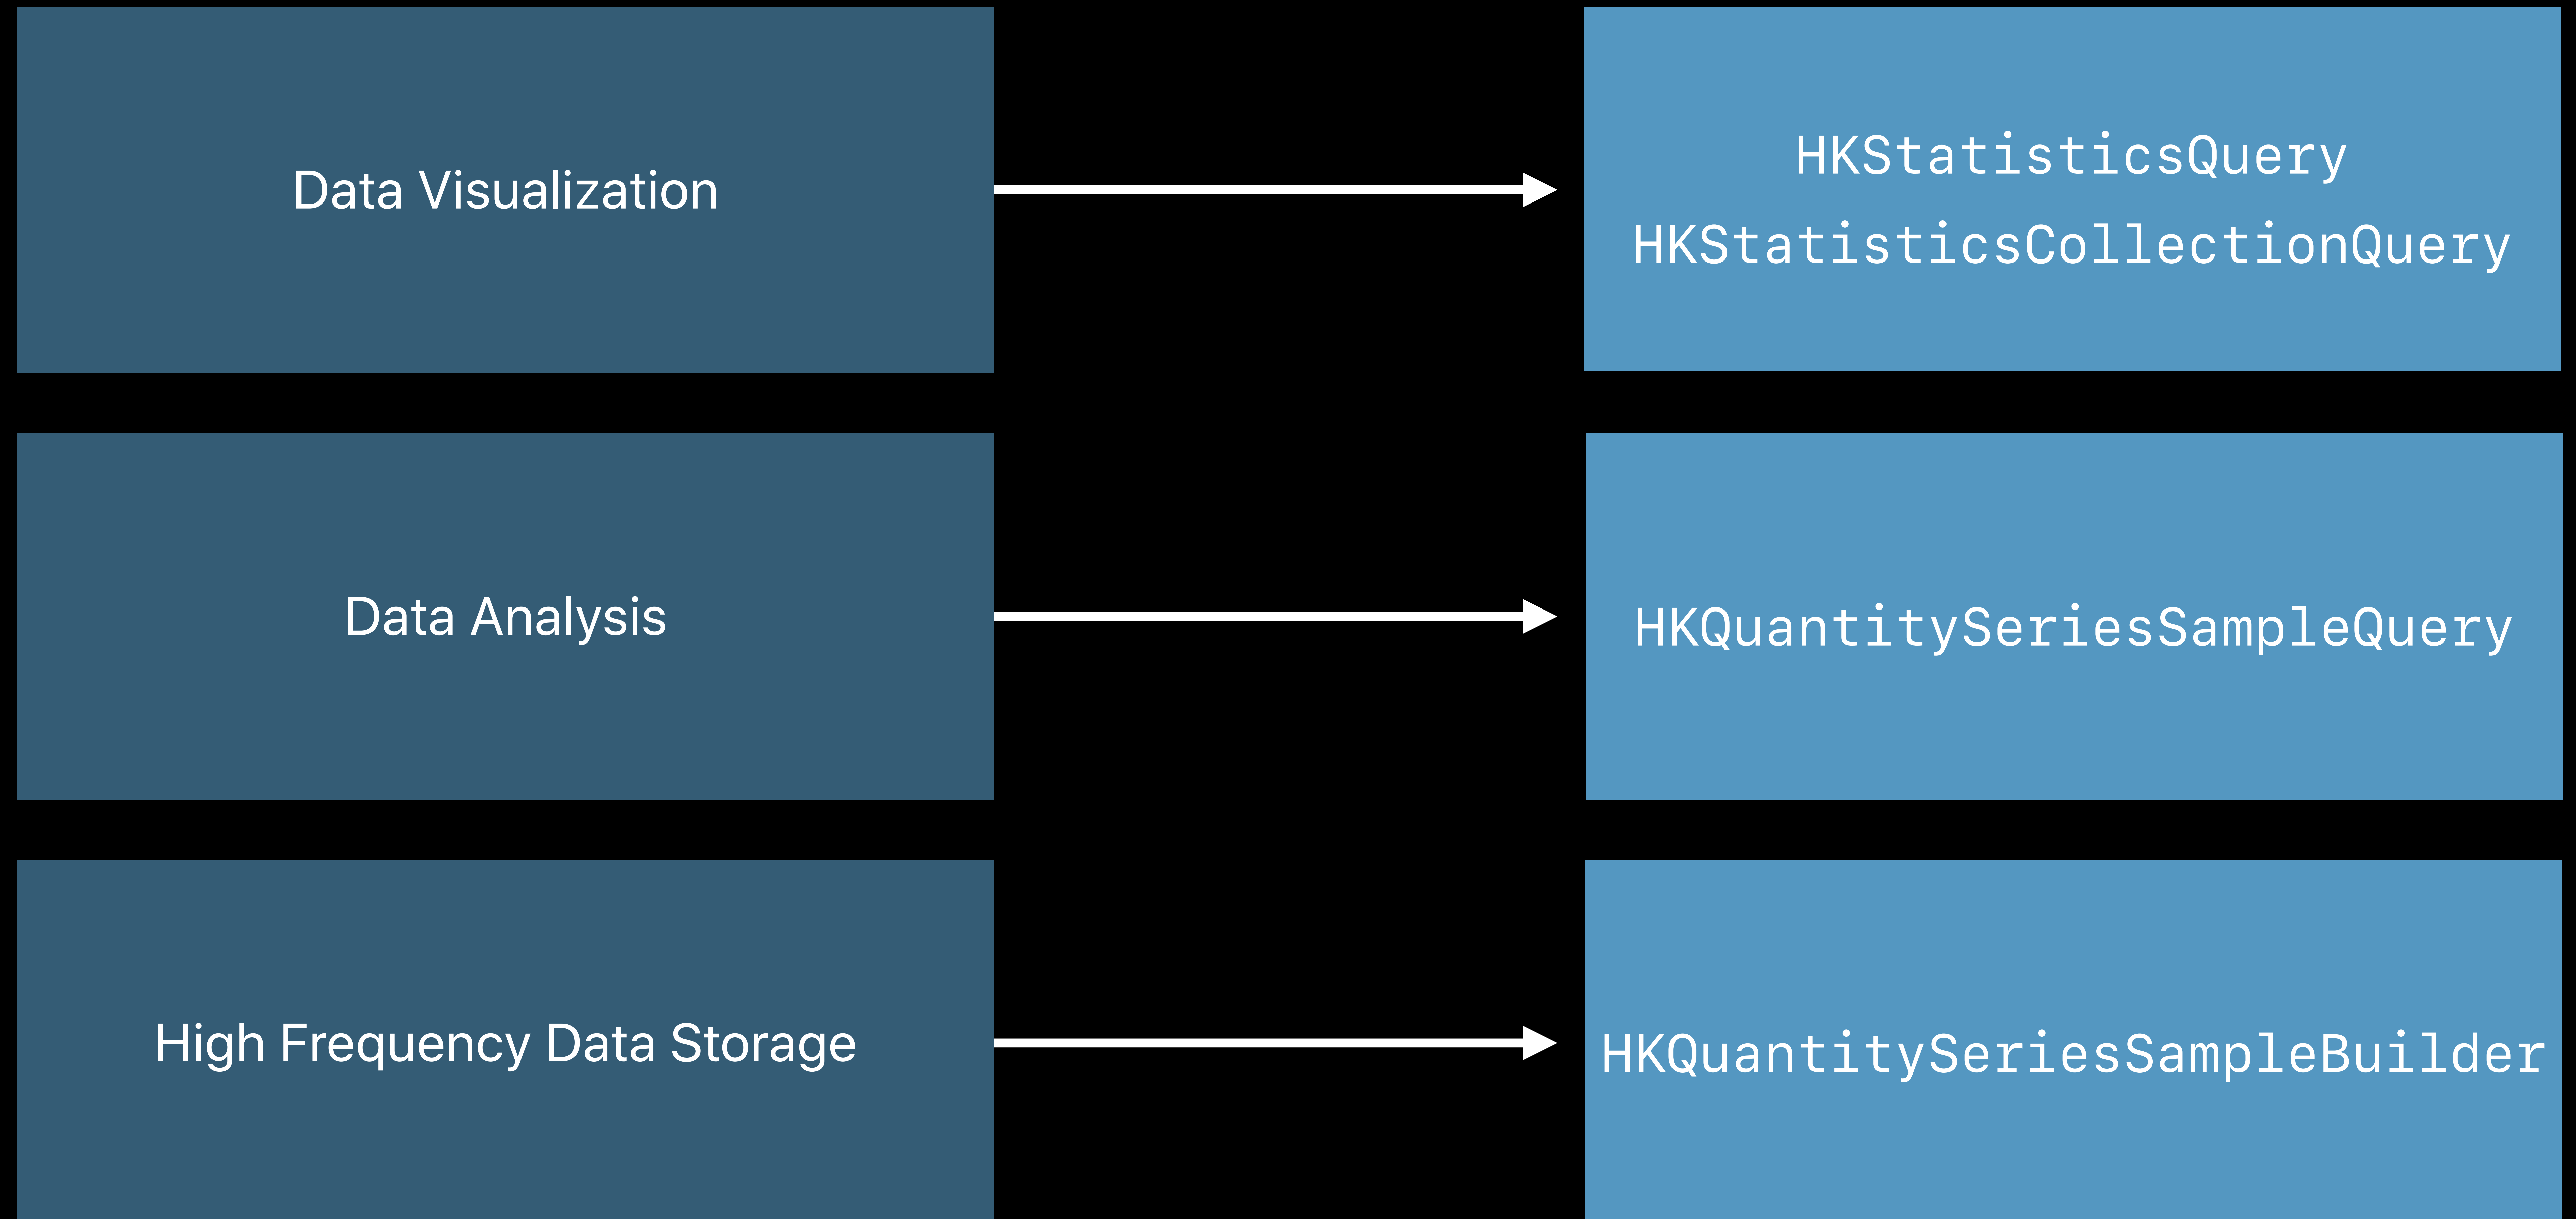 Data Visualization
HKStatisticsQuery
HKStatisticsCollectionQuery
Data Analysis
HKQuantitySeriesSampleQuery
High Frequency Data Storage
HKQuantitySeriesSampleBuilder